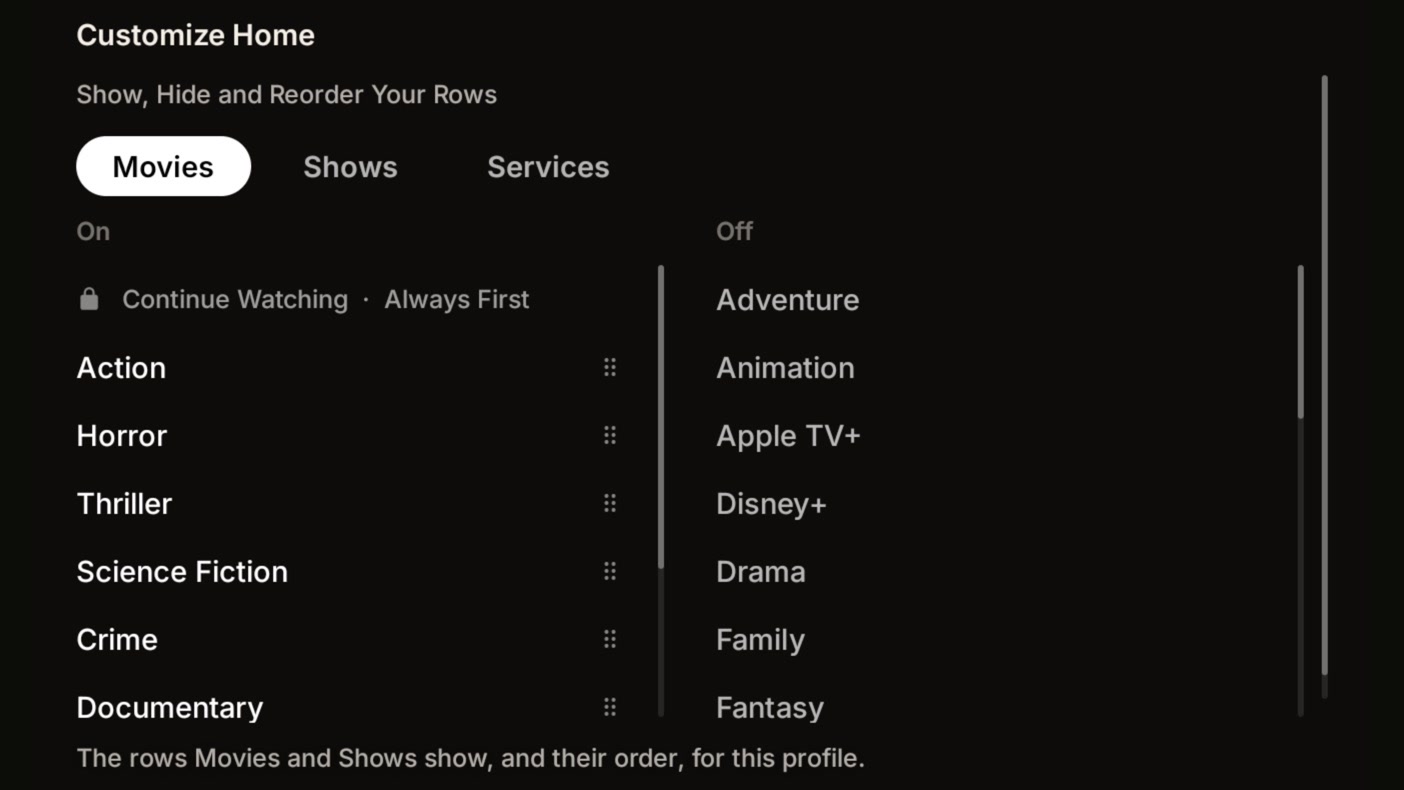 Customize Home
Show, Hide and Reorder Your Rows
Movies Shows Services
On
Continue Watching · Always First
Action
Horror
Thriller
Science Fiction
Crime
Documentary
Off
Adventure
Animation
Apple TV+
Disney+
Drama
Family
Fantasy
The rows Movies and Shows show, and their order, for this profile.